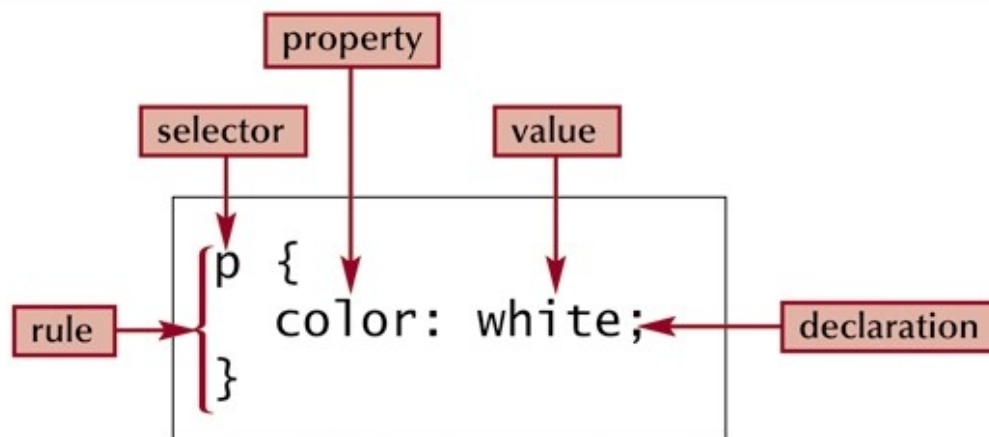 property
selector
value
p {
rule
color: white;
declaration
}